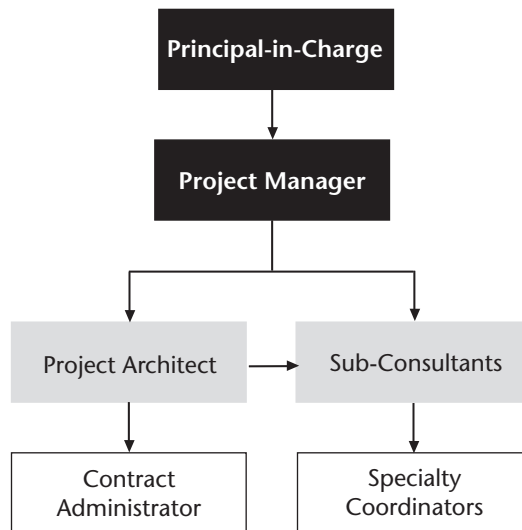 Principal-in-Charge
Project Manager
Project Architect
Sub-Consultants
Contract
Administrator
Specialty
Coordinators